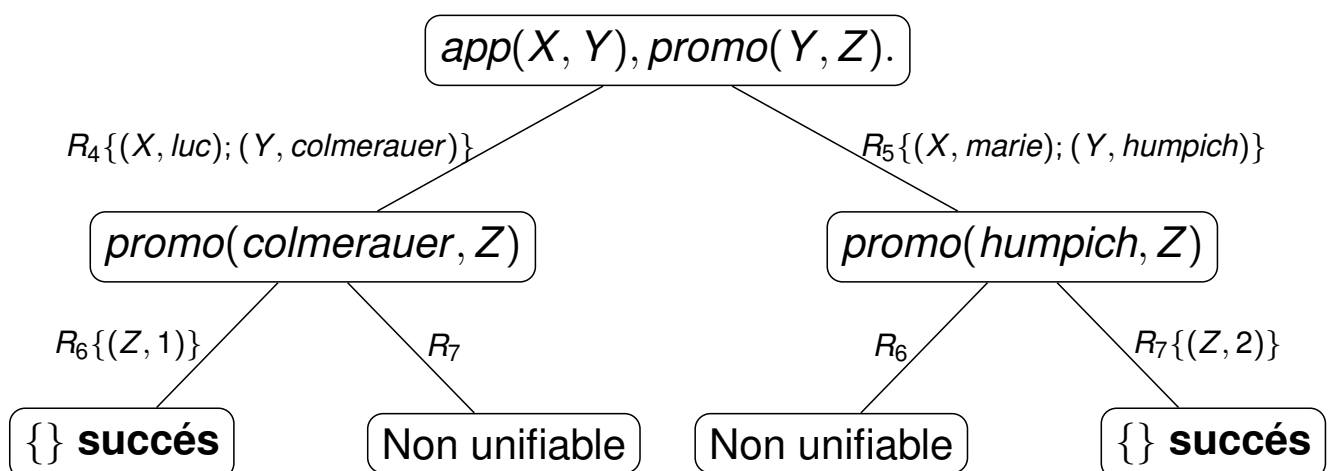 app(X, Y), promo(Y, Z).
R₄{(X, luc); (Y, colmerauer)}
R₅{(X, marie); (Y, humpich)}
promo(colmerauer, Z)
promo(humpich, Z)
R₆{(Z, 1)}
R₇
R₆
R₇{(Z, 2)}
{} succés
Non unifiable
Non unifiable
{} succés